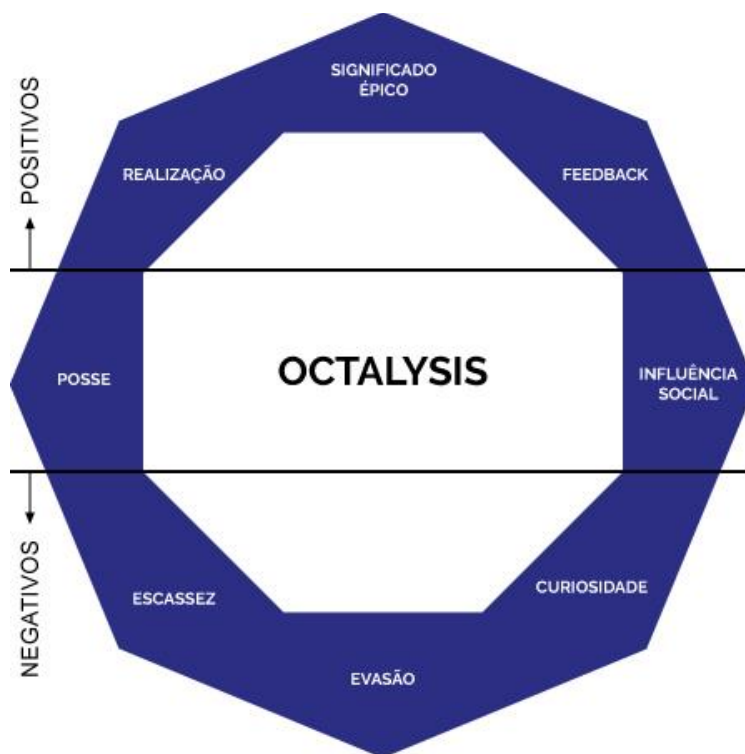 SIGNIFICADO
ÉPICO
REALIZAÇÃO
FEEDBACK
POSITIVOS
POSSE
OCTALYSIS
INFLUÊNCIA
SOCIAL
NEGATIVOS
ESCASSEZ
CURIOSIDADE
EVASÃO